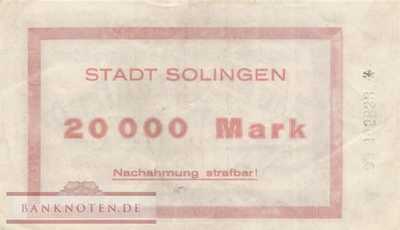 STADT SOLINGEN
20000 Mark
Nachahmung strafbar!
BANKNOTEN.DE